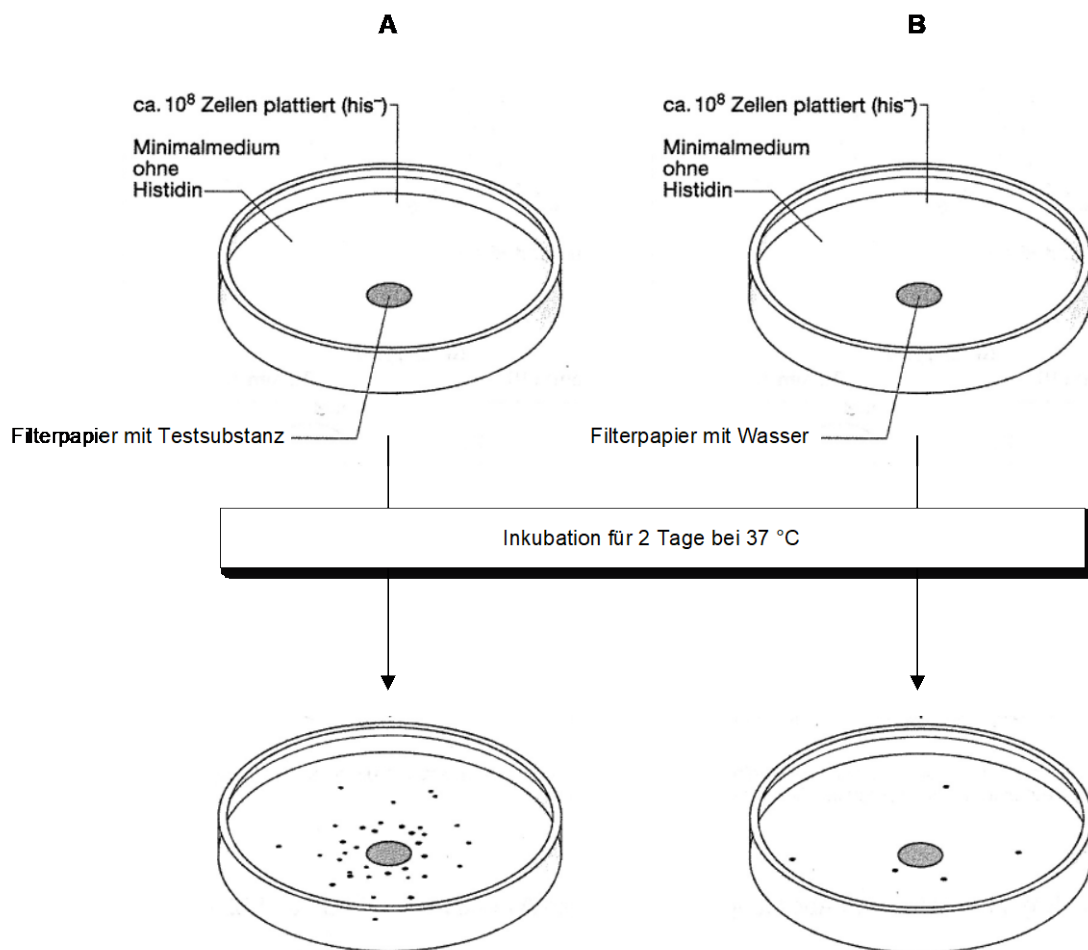 A
B
ca. 10⁸ Zellen plattiert (his⁻)
Minimalmedium
ohne
Histidin
ca. 10⁸ Zellen plattiert (his⁻)
Minimalmedium
ohne
Histidin
Filterpapier mit Testsubstanz
Filterpapier mit Wasser
Inkubation für 2 Tage bei 37 °C